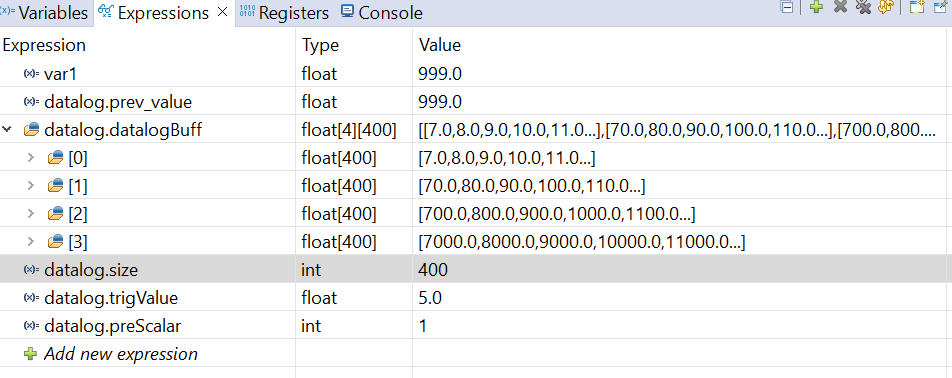 (x)= Variables Expressions Registers Console
Expression Type Value
(x)= var1 float 999.0
(x)= datalog.prev_value float 999.0
datalog.datalogBuff float[4][400] [[7.0,8.0,9.0,10.0,11.0...],[70.0,80.0,90.0,100.0,110.0...],[700.0,800....
[0] float[400] [7.0,8.0,9.0,10.0,11.0...]
[1] float[400] [70.0,80.0,90.0,100.0,110.0...]
[2] float[400] [700.0,800.0,900.0,1000.0,1100.0...]
[3] float[400] [7000.0,8000.0,9000.0,10000.0,11000.0...]
(x)= datalog.size int 400
(x)= datalog.trigValue float 5.0
(x)= datalog.preScalar int 1
Add new expression